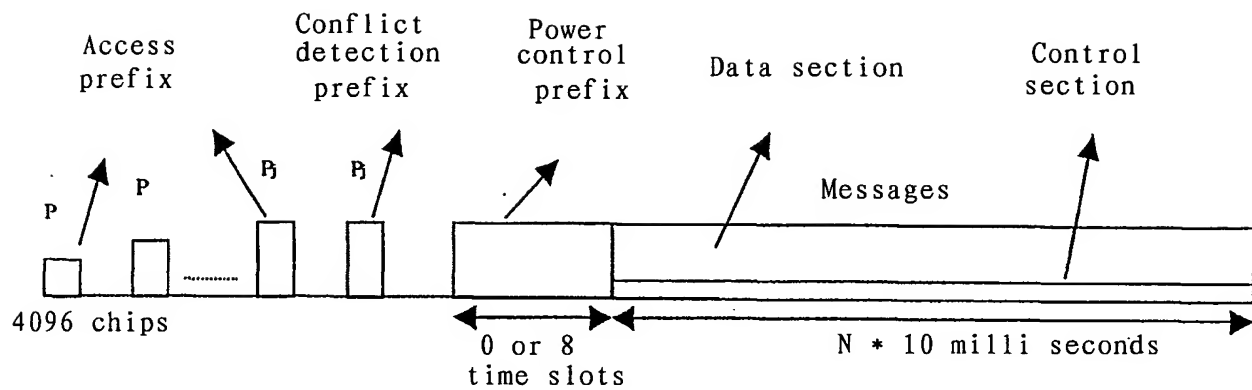 Access
prefix
Conflict
detection
prefix
Power
control
prefix
Data section
Control
section
P
P
Pj
Pj
Messages
4096 chips
0 or 8
time slots
N * 10 milli seconds